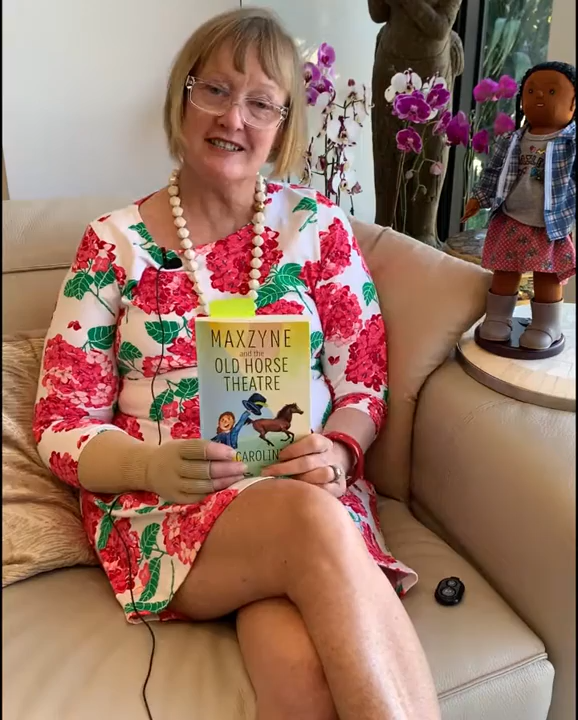 MAXZYNE
and the
OLD HORSE
THEATRE
CAROLIN